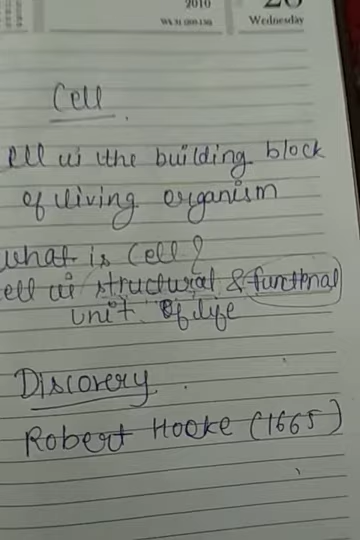 2010
Wednesday
Cell
ell is the building block
of living organism
what is Cell?
ell is structural & functional
unit of life
Discovery
Robert Hooke (1665)